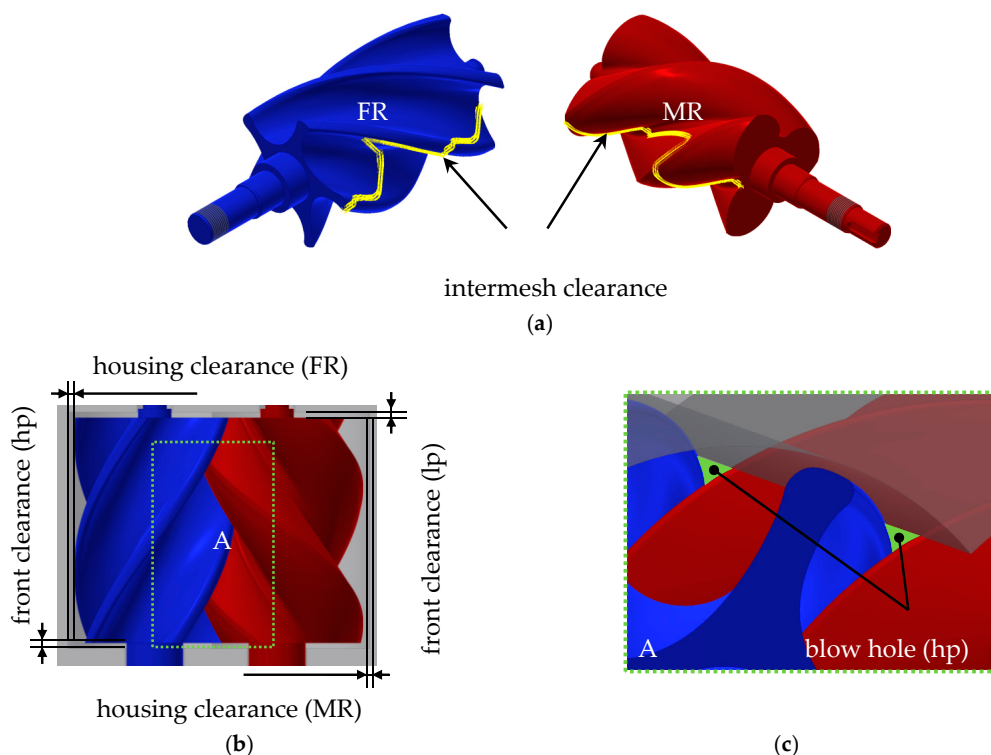 FR
MR
intermesh clearance
(a)
housing clearance (FR)
front clearance (hp)
A
front clearance (lp)
housing clearance (MR)
(b)
A
blow hole (hp)
(c)